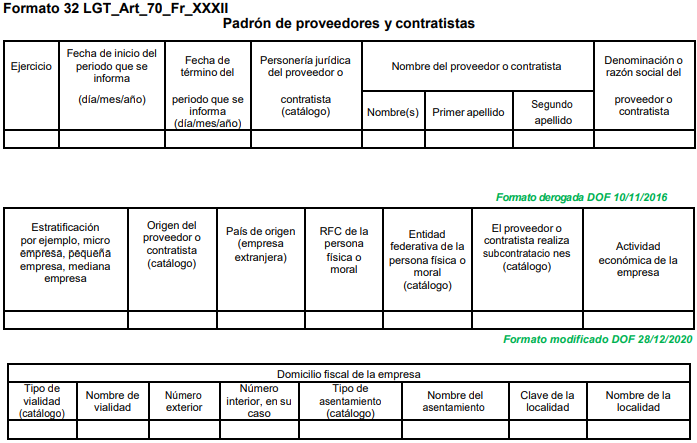 Formato 32 LGT_Art_70_Fr_XXXII
Padrón de proveedores y contratistas
Ejercicio
Fecha de inicio del
periodo que se
informa
(día/mes/año)
Fecha de
término del
periodo que se
informa
(día/mes/año)
Personería jurídica
del proveedor o
contratista
(catálogo)
Nombre del proveedor o contratista
Nombre(s)
Primer apellido
Segundo
apellido
Denominación o
razón social del
proveedor o
contratista
Formato derogada DOF 10/11/2016
Estratificación
por ejemplo, micro
empresa, pequeña
empresa, mediana
empresa
Origen del
proveedor o
contratista
(catálogo)
País de origen
(empresa
extranjera)
RFC de la
persona
física o
moral
Entidad
federativa de la
persona física o
moral
(catálogo)
El proveedor o
contratista realiza
subcontratacio nes
(catálogo)
Actividad
económica de la
empresa
Formato modificado DOF 28/12/2020
Domicilio fiscal de la empresa
Tipo de
vialidad
(catálogo)
Nombre de
vialidad
Número
exterior
Número
interior, en su
caso
Tipo de
asentamiento
(catálogo)
Nombre del
asentamiento
Clave de la
localidad
Nombre de la
localidad